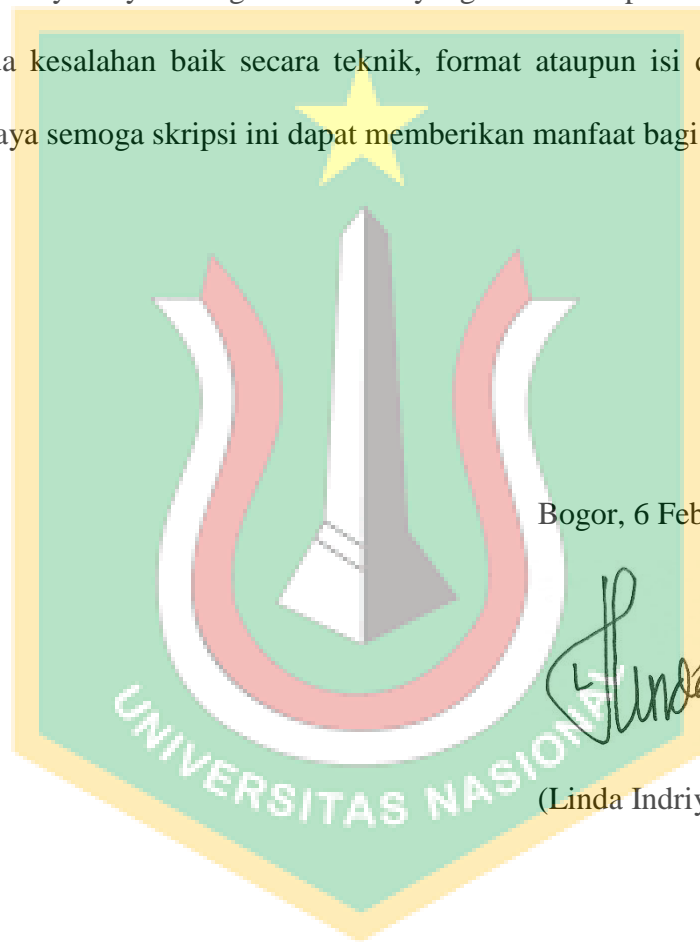 kesalahan baik secara teknik, format ataupun isi
semoga skripsi ini dapat memberikan manfaat bagi
Bogor, 6 Feb
Linda
(Linda Indriy
UNIVERSITAS NASIONAL